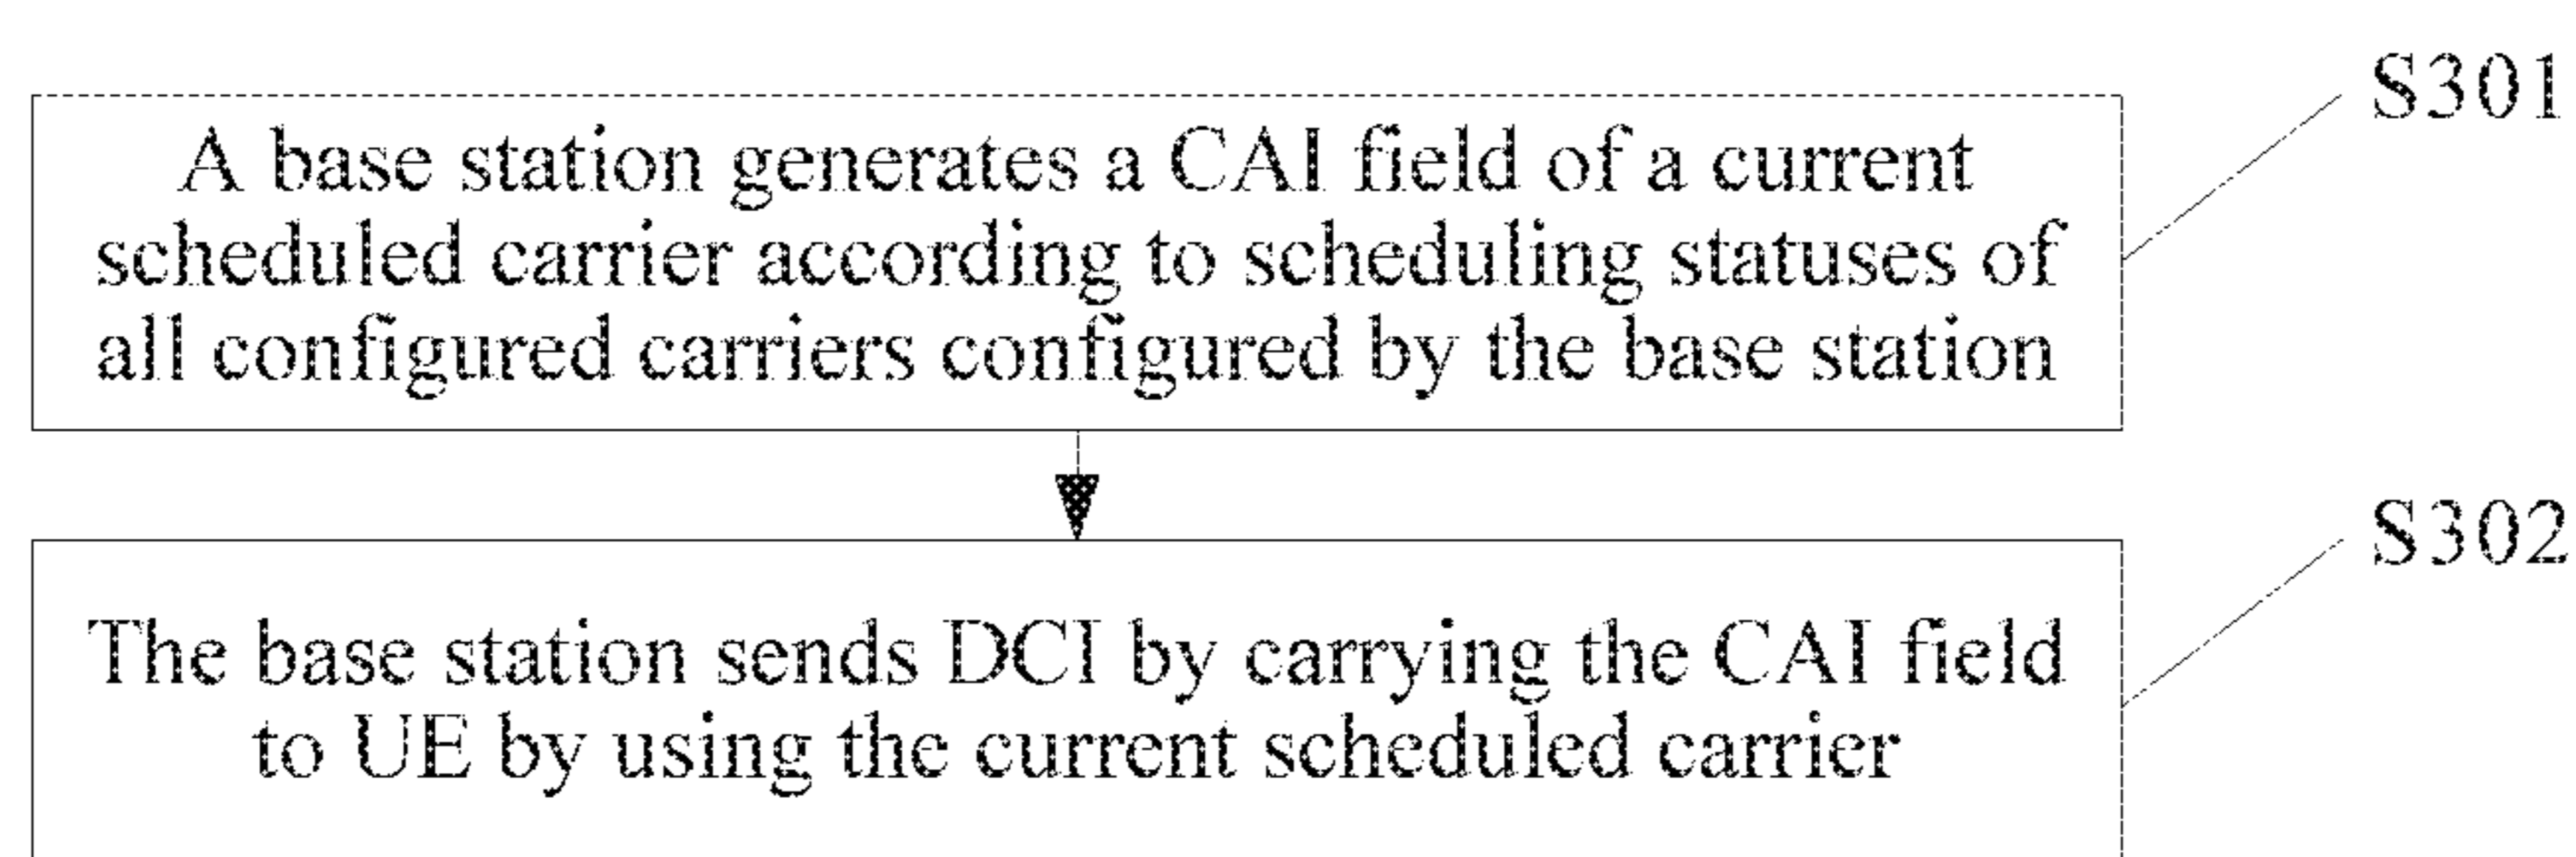 S301
A base station generates a CAI field of a current
scheduled carrier according to scheduling statuses of
all configured carriers configured by the base station
S302
The base station sends DCI by carrying the CAI field
to UE by using the current scheduled carrier